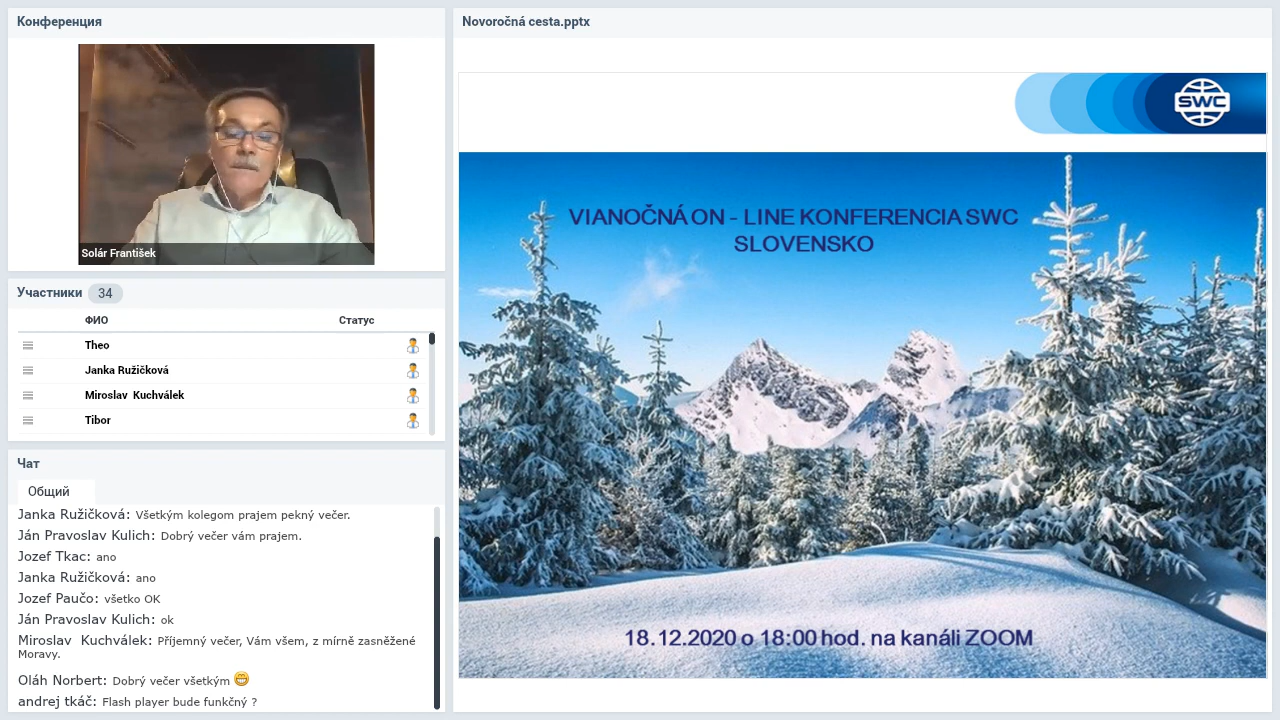 Конференция
Solár František
Участники 34
ФИО Статус
Theo
Janka Ružičková
Miroslav Kuchválek
Tibor
Чат
Общий
Janka Ružičková: Všetkým kolegom prajem pekný večer.
Ján Pravoslav Kulich: Dobrý večer vám prajem.
Jozef Tkac: ano
Janka Ružičková: ano
Jozef Paučo: všetko OK
Ján Pravoslav Kulich: ok
Miroslav Kuchválek: Příjemný večer, Vám všem, z mírně zasněžené
Moravy.
Oláh Norbert: Dobrý večer všetkým
andrej tkáč: Flash player bude funkčný ?
Novoročná cesta.pptx
SWC
VIANOČNÁ ON - LINE KONFERENCIA SWC
SLOVENSKO
18.12.2020 o 18:00 hod. na kanáli ZOOM